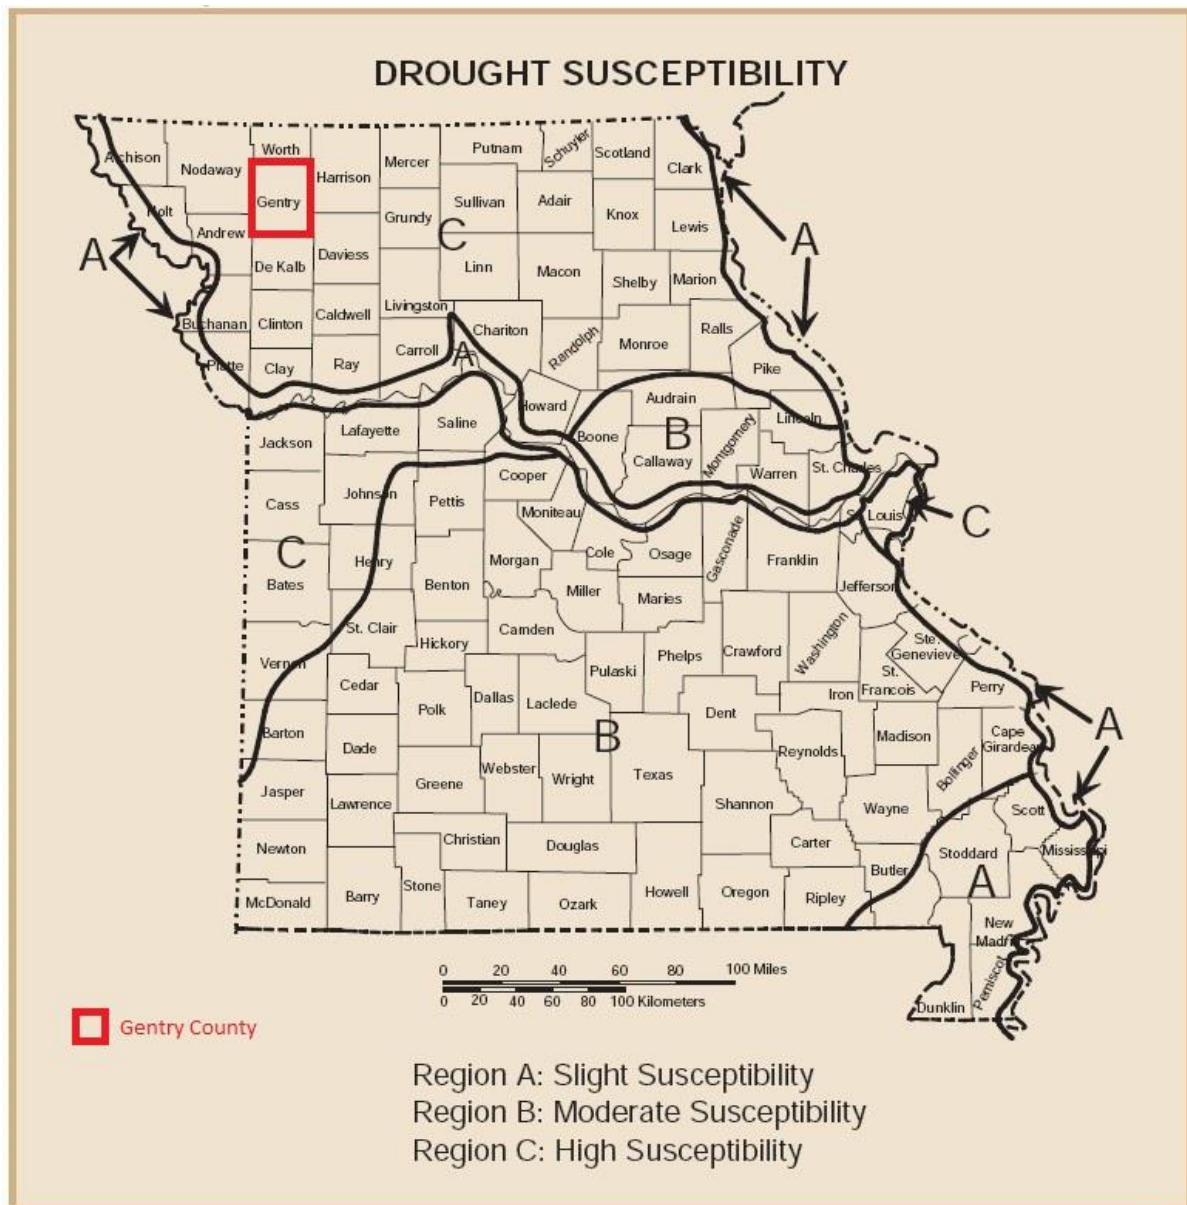 DROUGHT SUSCEPTIBILITY
Atchison
Nodaway
Worth
Gentry
Harrison
Mercer
Putnam
Schuyler
Scotland
Clark
Holt
Andrew
Grundy
Sullivan
Adair
Knox
Lewis
A
C
A
De Kalb
Daviess
Linn
Macon
Shelby
Marion
Buchanan
Clinton
Caldwell
Livingston
Chariton
Randolph
Monroe
Ralls
Platte
Clay
Ray
Carroll
A
Pike
Howard
Audrain
Lincoln
Jackson
Lafayette
Saline
Boone
B
Callaway
Montgomery
Warren
St. Charles
Cass
Johnson
Pettis
Cooper
Moniteau
St. Louis
C
C
Bates
Henry
Benton
Morgan
Cole
Osage
Gasconade
Franklin
Jefferson
Miller
Maries
St. Clair
Hickory
Camden
Pulaski
Phelps
Crawford
Washington
Ste.
Genevieve
Vernon
Cedar
Polk
Dallas
Laclede
Dent
Iron
St.
Francois
Perry
Barton
Dade
B
Reynolds
Madison
Bollinger
Cape
Girardeau
A
Jasper
Greene
Webster
Wright
Texas
Shannon
Wayne
Scott
Lawrence
Newton
Christian
Douglas
Carter
Butler
Stoddard
Mississippi
A
McDonald
Barry
Stone
Taney
Ozark
Howell
Oregon
Ripley
New
Madrid
Pemiscot
Dunklin
0 20 40 60 80 100 Miles
0 20 40 60 80 100 Kilometers
Gentry County
Region A: Slight Susceptibility
Region B: Moderate Susceptibility
Region C: High Susceptibility